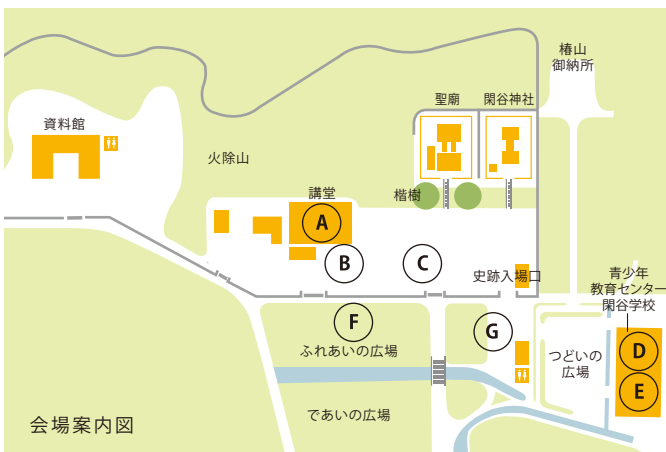 椿山
御納所
聖廟
閑谷神社
資料館
火除山
講堂
楷樹
A
B
C
史跡入場口
青少年
教育センター
閑谷学校
F
G
D
ふれあいの広場
つどいの
広場
E
であいの広場
会場案内図